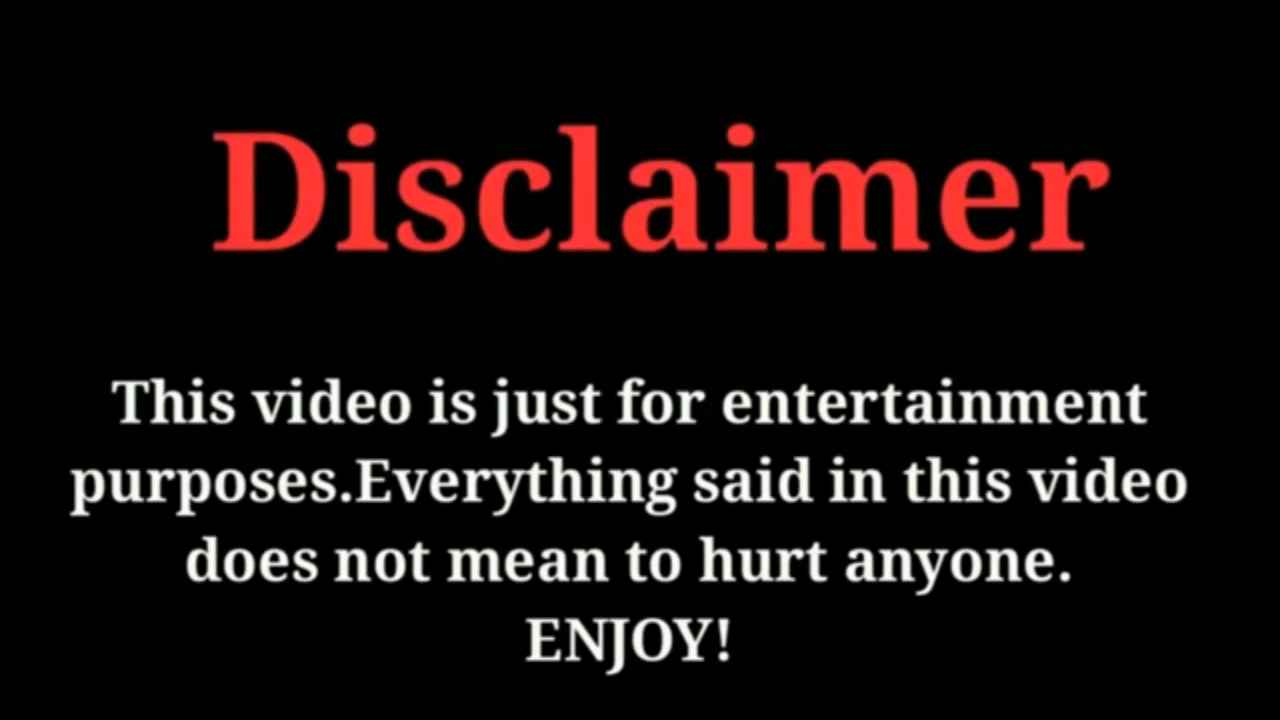 Disclaimer
This video is just for entertainment
purposes.Everything said in this video
does not mean to hurt anyone.
ENJOY!